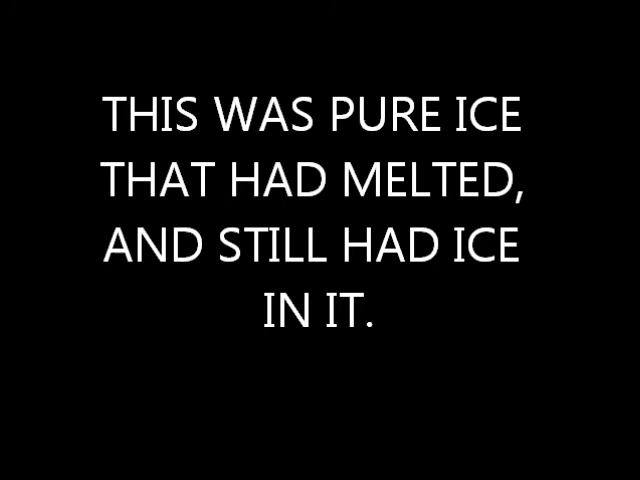 THIS WAS PURE ICE
THAT HAD MELTED,
AND STILL HAD ICE
IN IT.